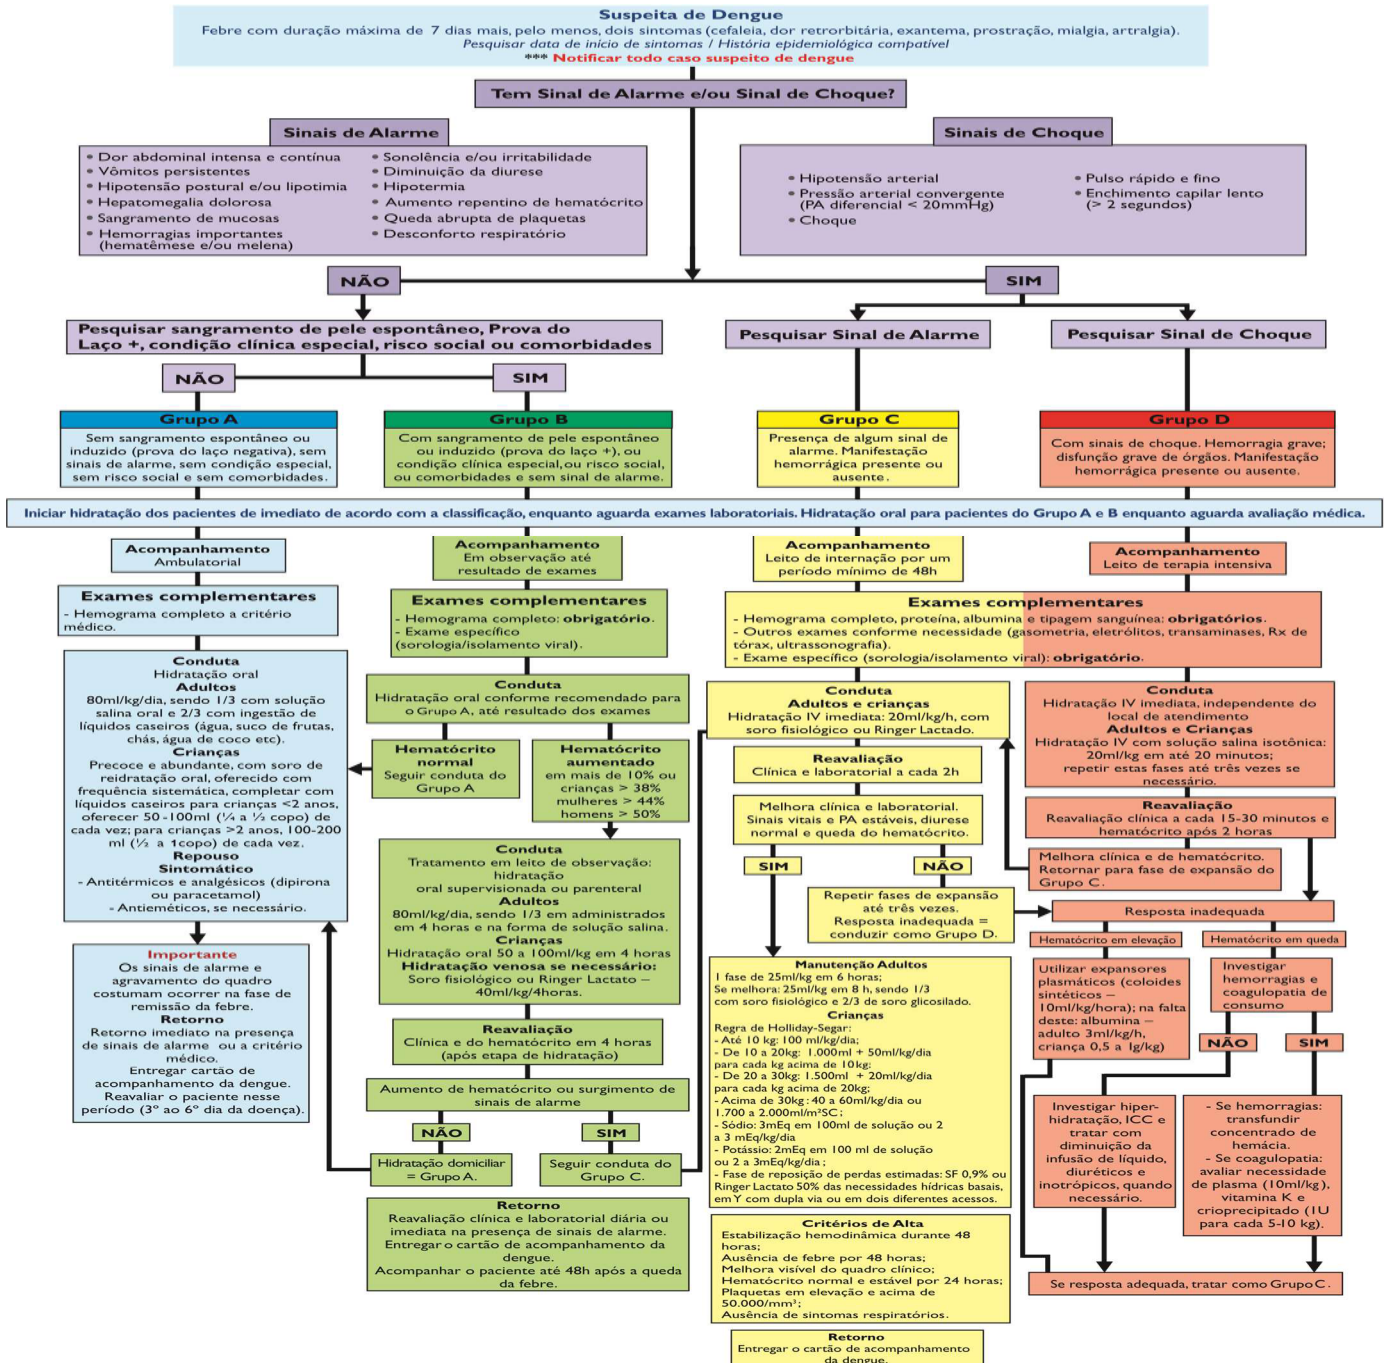 Suspeita de Dengue
Febre com duração máxima de 7 dias mais, pelo menos, dois sintomas (cefaleia, dor retrorbitária, exantema, prostração, mialgia, artralgia).
Pesquisar data de início de sintomas / História epidemiológica compatível
*** Notificar todo caso suspeito de dengue
Tem Sinal de Alarme e/ou Sinal de Choque?
Sinais de Alarme
• Dor abdominal intensa e contínua
• Vômitos persistentes
• Hipotensão postural e/ou lipotimia
• Hepatomegalia dolorosa
• Sangramento de mucosas
• Hemorragias importantes
(hematêmese e/ou melena)
• Sonolência e/ou irritabilidade
• Diminuição da diurese
• Hipotermia
• Aumento repentino de hematócrito
• Queda abrupta de plaquetas
• Desconforto respiratório
Sinais de Choque
• Hipotensão arterial
• Pressão arterial convergente
(PA diferencial < 20mmHg)
• Choque
• Pulso rápido e fino
• Enchimento capilar lento
(> 2 segundos)
NÃO
SIM
Pesquisar sangramento de pele espontâneo, Prova do
Laço +, condição clínica especial, risco social ou comorbidades
Pesquisar Sinal de Alarme
Pesquisar Sinal de Choque
NÃO
SIM
Grupo A
Sem sangramento espontâneo ou
induzido (prova do laço negativa), sem
sinais de alarme, sem condição especial,
sem risco social e sem comorbidades.
Grupo B
Com sangramento de pele espontâneo
ou induzido (prova do laço +), ou
condição clínica especial, ou risco social,
ou comorbidades e sem sinal de alarme.
Grupo C
Presença de algum sinal de
alarme. Manifestação
hemorrágica presente ou
ausente.
Grupo D
Com sinais de choque. Hemorragia grave;
disfunção grave de órgãos. Manifestação
hemorrágica presente ou ausente.
Iniciar hidratação dos pacientes de imediato de acordo com a classificação, enquanto aguarda exames laboratoriais. Hidratação oral para pacientes do Grupo A e B enquanto aguarda avaliação médica.
Acompanhamento
Ambulatorial
Exames complementares
- Hemograma completo a critério
médico.
Conduta
Hidratação oral
Adultos
80ml/kg/dia, sendo 1/3 com solução
salina oral e 2/3 com ingestão de
líquidos caseiros (água, suco de frutas,
chás, água de coco etc).
Crianças
Precoce e abundante, com soro de
reidratação oral, oferecido com
frequência sistemática, completar com
líquidos caseiros para crianças <2 anos,
oferecer 50-100ml (¼ a ½ copo) de
cada vez; para crianças >2 anos, 100-200
ml (½ a 1copo) de cada vez.
Repouso
Sintomático
- Antitérmicos e analgésicos (dipirona
ou paracetamol)
- Antieméticos, se necessário.
Importante
Os sinais de alarme e
agravamento do quadro
costumam ocorrer na fase de
remissão da febre.
Retorno
Retorno imediato na presença
de sinais de alarme ou a critério
médico.
Entregar cartão de
acompanhamento da dengue.
Reavaliar o paciente nesse
período (3º ao 6º dia da doença).
Acompanhamento
Em observação até
resultado de exames
Exames complementares
- Hemograma completo: obrigatório.
- Exame específico
(sorologia/isolamento viral).
Conduta
Hidratação oral conforme recomendado para
o Grupo A, até resultado dos exames
Hematócrito
normal
Seguir conduta do
Grupo A
Hematócrito
aumentado
em mais de 10% ou
crianças > 38%
mulheres > 44%
homens > 50%
Conduta
Tratamento em leito de observação:
hidratação
oral supervisionada ou parenteral
Adultos
80ml/kg/dia, sendo 1/3 em administrados
em 4 horas e na forma de solução salina.
Crianças
Hidratação oral 50 a 100ml/kg em 4 horas
Hidratação venosa se necessário:
Soro fisiológico ou Ringer Lactato –
40ml/kg/4horas.
Reavaliação
Clínica e do hematócrito em 4 horas
(após etapa de hidratação)
Aumento de hematócrito ou surgimento de
sinais de alarme
NÃO
SIM
Hidratação domiciliar
= Grupo A.
Seguir conduta do
Grupo C.
Retorno
Reavaliação clínica e laboratorial diária ou
imediata na presença de sinais de alarme.
Entregar o cartão de acompanhamento da
dengue.
Acompanhar o paciente até 48h após a queda
da febre.
Acompanhamento
Leito de internação por um
período mínimo de 48h
Acompanhamento
Leito de terapia intensiva
Exames complementares
- Hemograma completo, proteína, albumina e tipagem sanguínea: obrigatórios.
- Outros exames conforme necessidade (gasometria, eletrólitos, transaminases, Rx de
tórax, ultrassonografia).
- Exame específico (sorologia/isolamento viral): obrigatório.
Conduta
Adultos e crianças
Hidratação IV imediata: 20ml/kg/h, com
soro fisiológico ou Ringer Lactado.
Reavaliação
Clínica e laboratorial a cada 2h
Melhora clínica e laboratorial.
Sinais vitais e PA estáveis, diurese
normal e queda do hematócrito.
SIM
NÃO
Repetir fases de expansão
até três vezes.
Resposta inadequada =
conduzir como Grupo D.
Manutenção Adultos
1 fase de 25ml/kg em 6 horas;
Se melhora: 25ml/kg em 8 h, sendo 1/3
com soro fisiológico e 2/3 de soro glicosilado.
Crianças
Regra de Holliday-Segar:
- Até 10 kg: 100 ml/kg/dia;
- De 10 a 20kg: 1.000ml + 50ml/kg/dia
para cada kg acima de 10kg;
- De 20 a 30kg: 1.500ml + 20ml/kg/dia
para cada kg acima de 20kg;
- Acima de 30kg: 40 a 60ml/kg/dia ou
1.700 a 2.000ml/m²SC;
- Sódio: 3mEq em 100ml de solução ou 2
a 3 mEq/kg/dia
- Potássio: 2mEq em 100 ml de solução
ou 2 a 3mEq/kg/dia;
- Fase de reposição de perdas estimadas: SF 0,9% ou
Ringer Lactato 50% das necessidades hídricas basais,
em Y com dupla via ou em dois diferentes acessos.
Critérios de Alta
Estabilização hemodinâmica durante 48
horas;
Ausência de febre por 48 horas;
Melhora visível do quadro clínico;
Hematócrito normal e estável por 24 horas;
Plaquetas em elevação e acima de
50.000/mm³;
Ausência de sintomas respiratórios.
Retorno
Entregar o cartão de acompanhamento
da dengue.
Conduta
Hidratação IV imediata, independente do
local de atendimento
Adultos e Crianças
Hidratação IV com solução salina isotônica:
20ml/kg em até 20 minutos;
repetir estas fases até três vezes se
necessário.
Reavaliação
Reavaliação clínica a cada 15-30 minutos e
hematócrito após 2 horas
Melhora clínica e de hematócrito.
Retornar para fase de expansão do
Grupo C.
Resposta inadequada
Hematócrito em elevação
Hematócrito em queda
Utilizar expansores
plasmáticos (coloides
sintéticos –
10ml/kg/hora); na falta
deste: albumina –
adulto 3ml/kg/h,
criança 0,5 a 1g/kg)
Investigar
hemorragias e
coagulopatia de
consumo
NÃO
SIM
Investigar hiper-
hidratação, ICC e
tratar com
diminuição da
infusão de líquido,
diuréticos e
inotrópicos, quando
necessário.
- Se hemorragias:
transfundir
concentrado de
hemácia.
- Se coagulopatia:
avaliar necessidade
de plasma (10ml/kg),
vitamina K e
crioprecipitado (1U
para cada 5-10 kg).
Se resposta adequada, tratar como Grupo C.